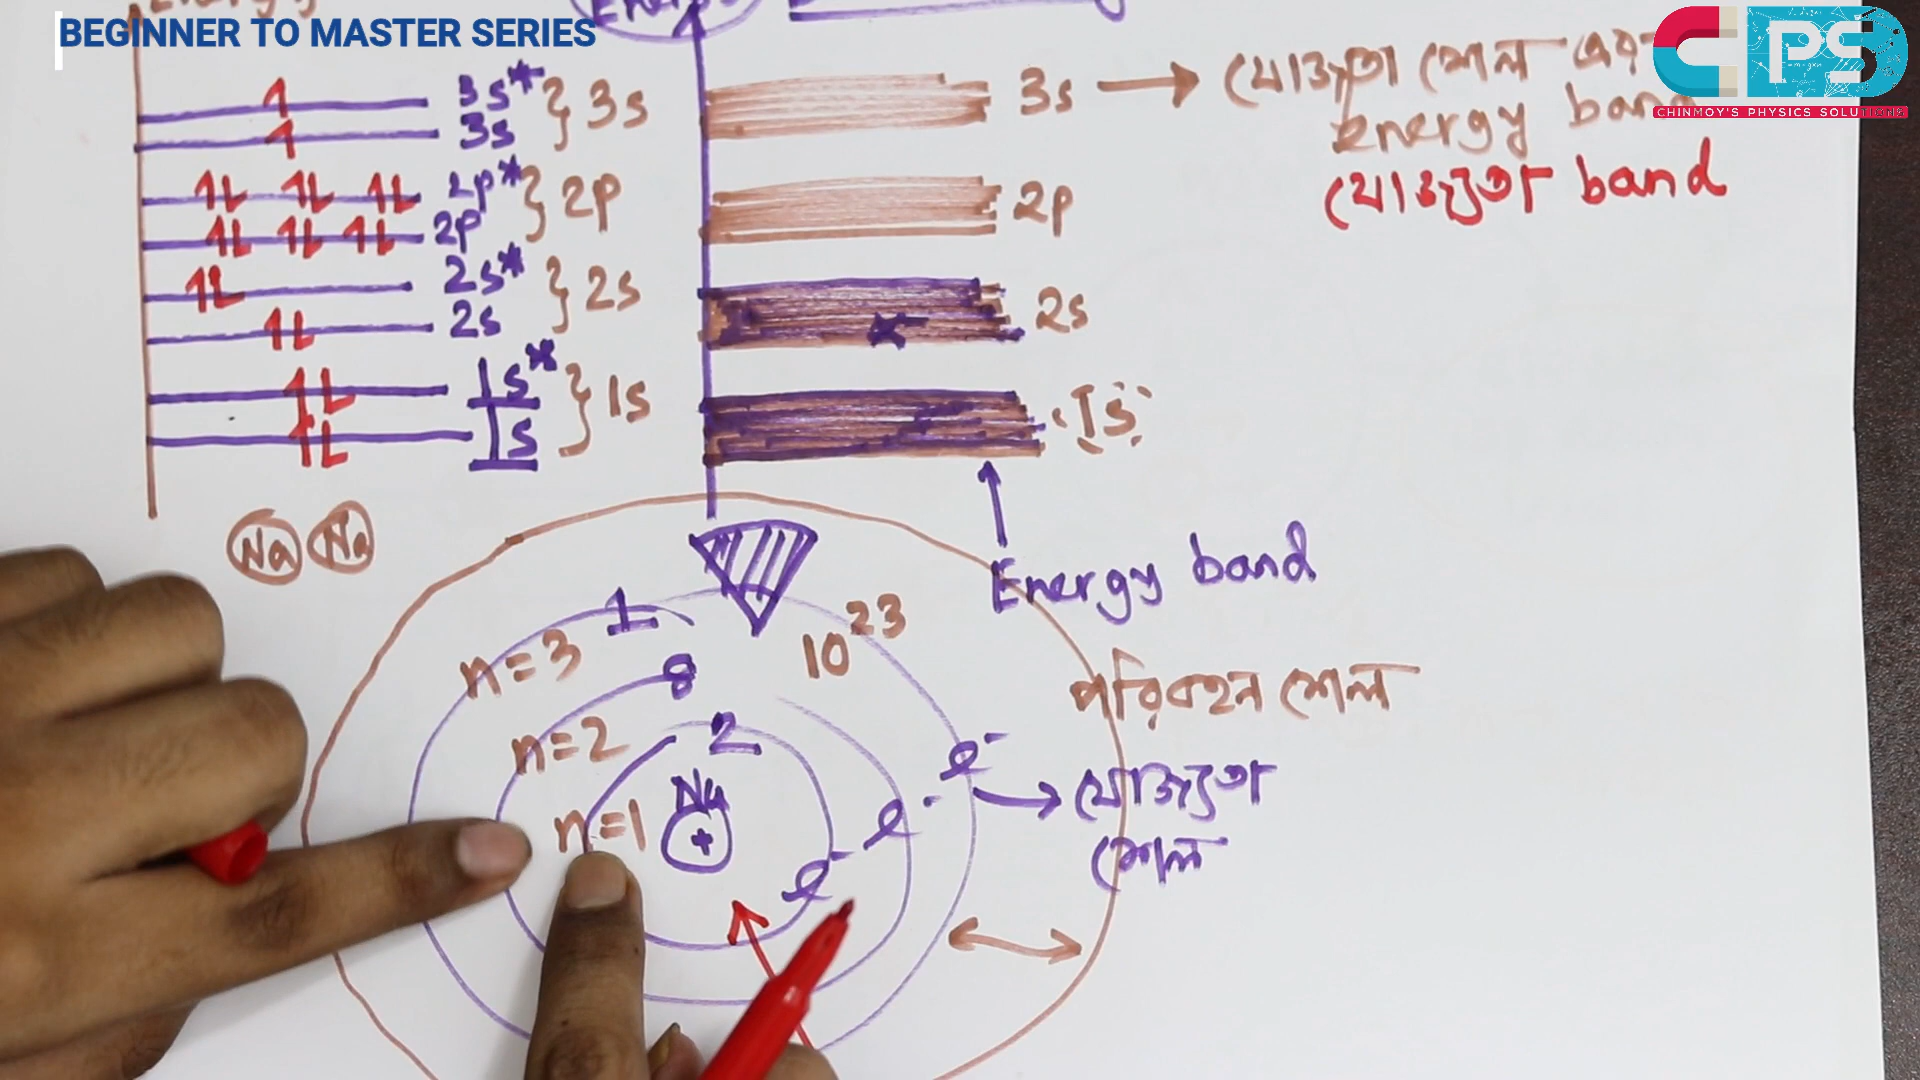 BEGINNER TO MASTER SERIES
CPS
CHINMOY'S PHYSICS SOLUTIONS
3s* } 3s
3s
2p* } 2p
2p
2s* } 2s
2s
1s* } 1s
1s
Na Na
3s → যোজ্যতা শেল এর
energy band
যোজ্যতা band
2p
2s
1s
Energy band
1
10²³
n=3
8
n=2
2
Na
n=1
+
e⁻
e⁻
e⁻
পরিবহন শেল
যোজ্যতা
শেল